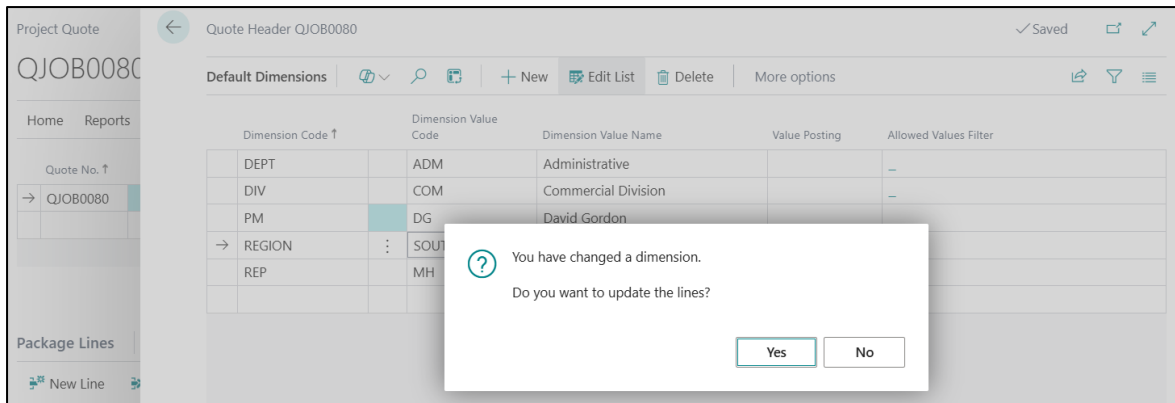 Project Quote
QJOB0080
Home Reports
Quote No. ↑
→ QJOB0080
Package Lines
New Line
Quote Header QJOB0080
✓ Saved
Default Dimensions
+ New Edit List Delete More options
Dimension Code ↑
Dimension Value Code
Dimension Value Name
Value Posting
Allowed Values Filter
DEPT ADM Administrative _
DIV COM Commercial Division _
PM DG David Gordon
→ REGION SOUT
REP MH
You have changed a dimension.
Do you want to update the lines?
Yes No